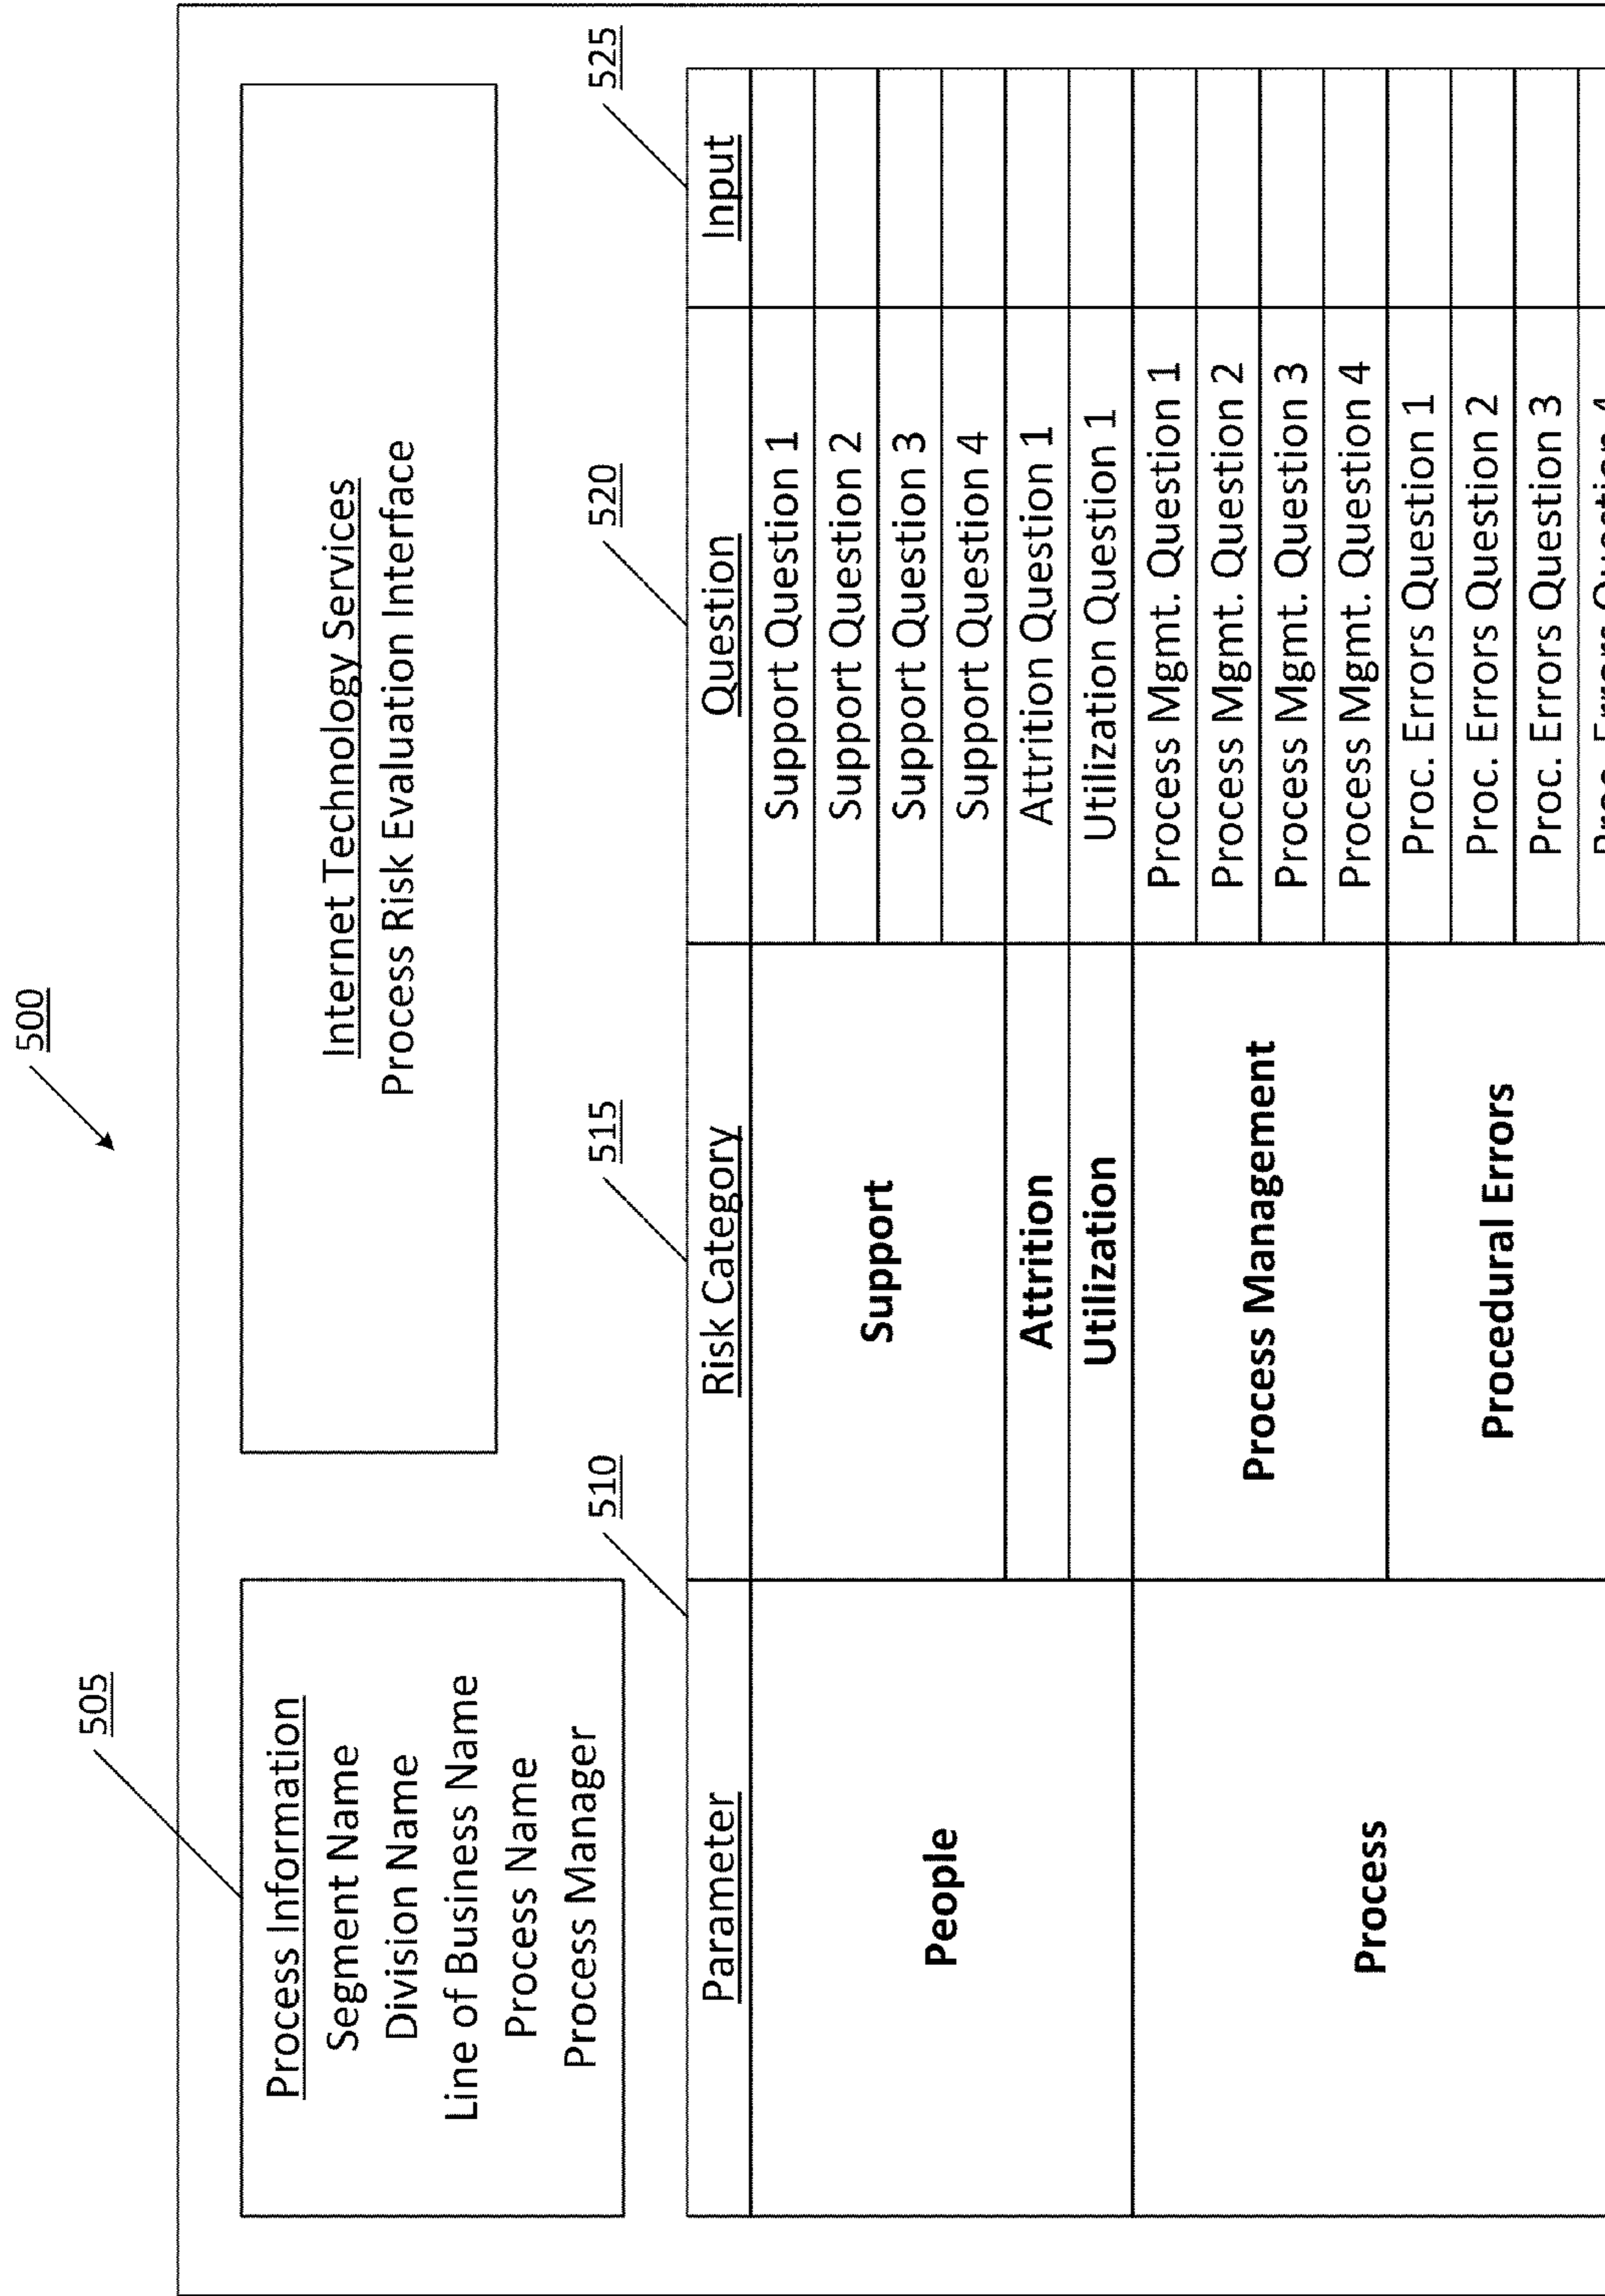 500
505
Process Information
Segment Name
Division Name
Line of Business Name
Process Name
Process Manager
Internet Technology Services
Process Risk Evaluation Interface
510
515
520
525
Parameter Risk Category Question Input
People Support Support Question 1
Support Question 2
Support Question 3
Support Question 4
Attrition Attrition Question 1
Utilization Utilization Question 1
Process Process Management Process Mgmt. Question 1
Process Mgmt. Question 2
Process Mgmt. Question 3
Process Mgmt. Question 4
Procedural Errors Proc. Errors Question 1
Proc. Errors Question 2
Proc. Errors Question 3
Proc. Errors Question 4